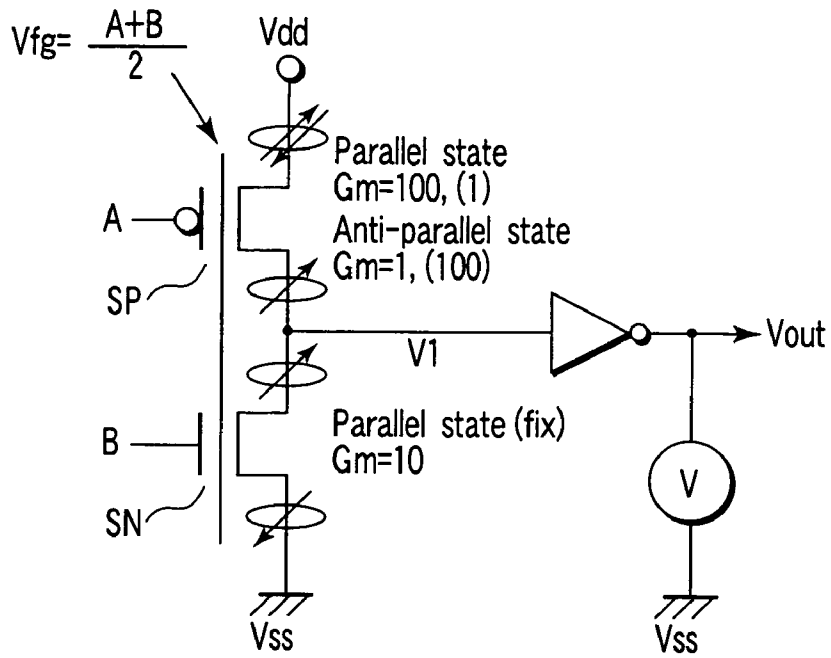 Vfg= A+B
2
Vdd
Parallel state
Gm=100, (1)
A
Anti-parallel state
Gm=1, (100)
SP
V1
Vout
B
Parallel state (fix)
Gm=10
V
SN
Vss
Vss